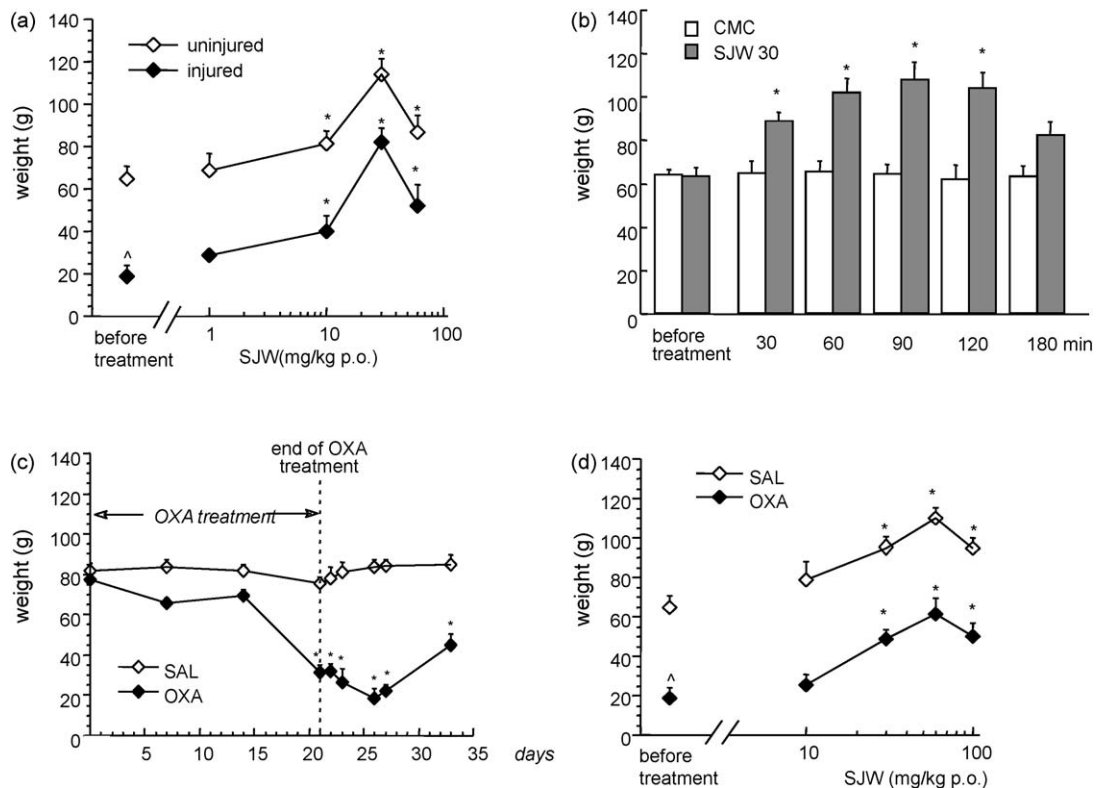 (a)
weight (g)
140
120
100
80
60
40
20
0
uninjured
injured
*
*
*
*
*
*
^
before
treatment
1
10
100
SJW(mg/kg p.o.)
(b)
weight (g)
140
120
100
80
60
40
20
0
CMC
SJW 30
*
*
*
*
before
treatment
30
60
90
120
180 min
(c)
weight (g)
140
120
100
80
60
40
20
0
end of OXA
treatment
OXA treatment
SAL
OXA
* * *
*
*
*
5
10
15
20
25
30
35
days
(d)
weight (g)
140
120
100
80
60
40
20
0
SAL
OXA
*
*
*
*
*
*
^
before
treatment
10
100
SJW (mg/kg p.o.)